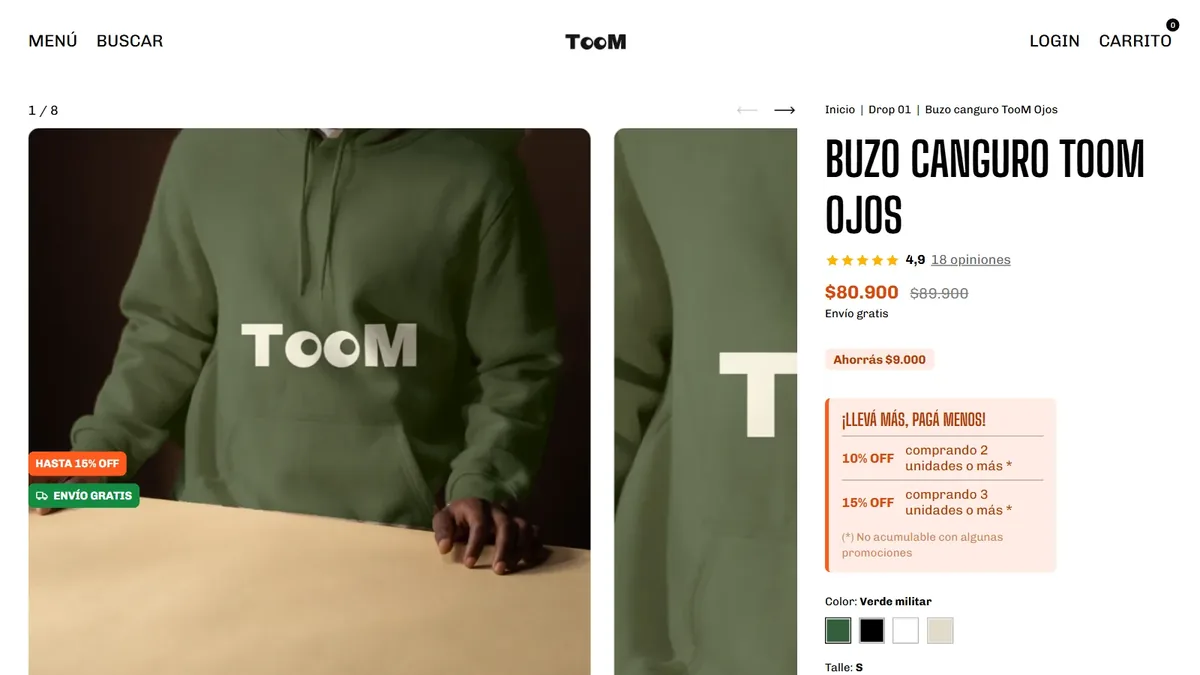 MENÚ BUSCAR
TooM
LOGIN CARRITO
0
1 / 8
TooM
T
HASTA 15% OFF
ENVÍO GRATIS
Inicio | Drop 01 | Buzo canguro TooM Ojos
BUZO CANGURO TOOM
OJOS
4,9 18 opiniones
$80.900 $89.900
Envío gratis
Ahorrás $9.000
¡LLEVÁ MÁS, PAGÁ MENOS!
10% OFF comprando 2
unidades o más *
15% OFF comprando 3
unidades o más *
(*) No acumulable con algunas
promociones
Color: Verde militar
Talle: S